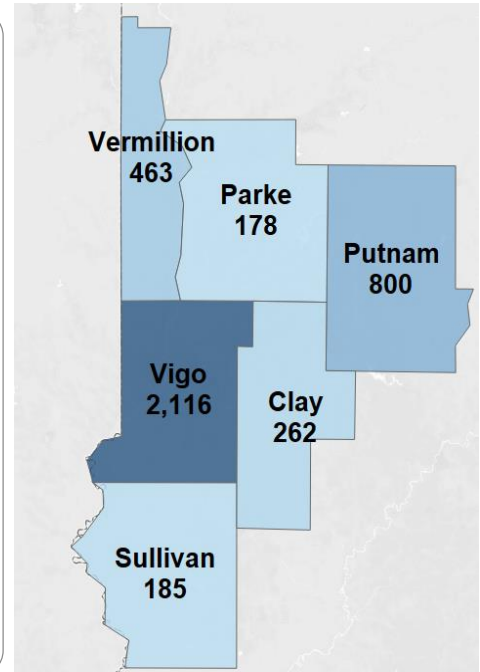 Vermillion
463
Parke
178
Putnam
800
Vigo
2,116
Clay
262
Sullivan
185